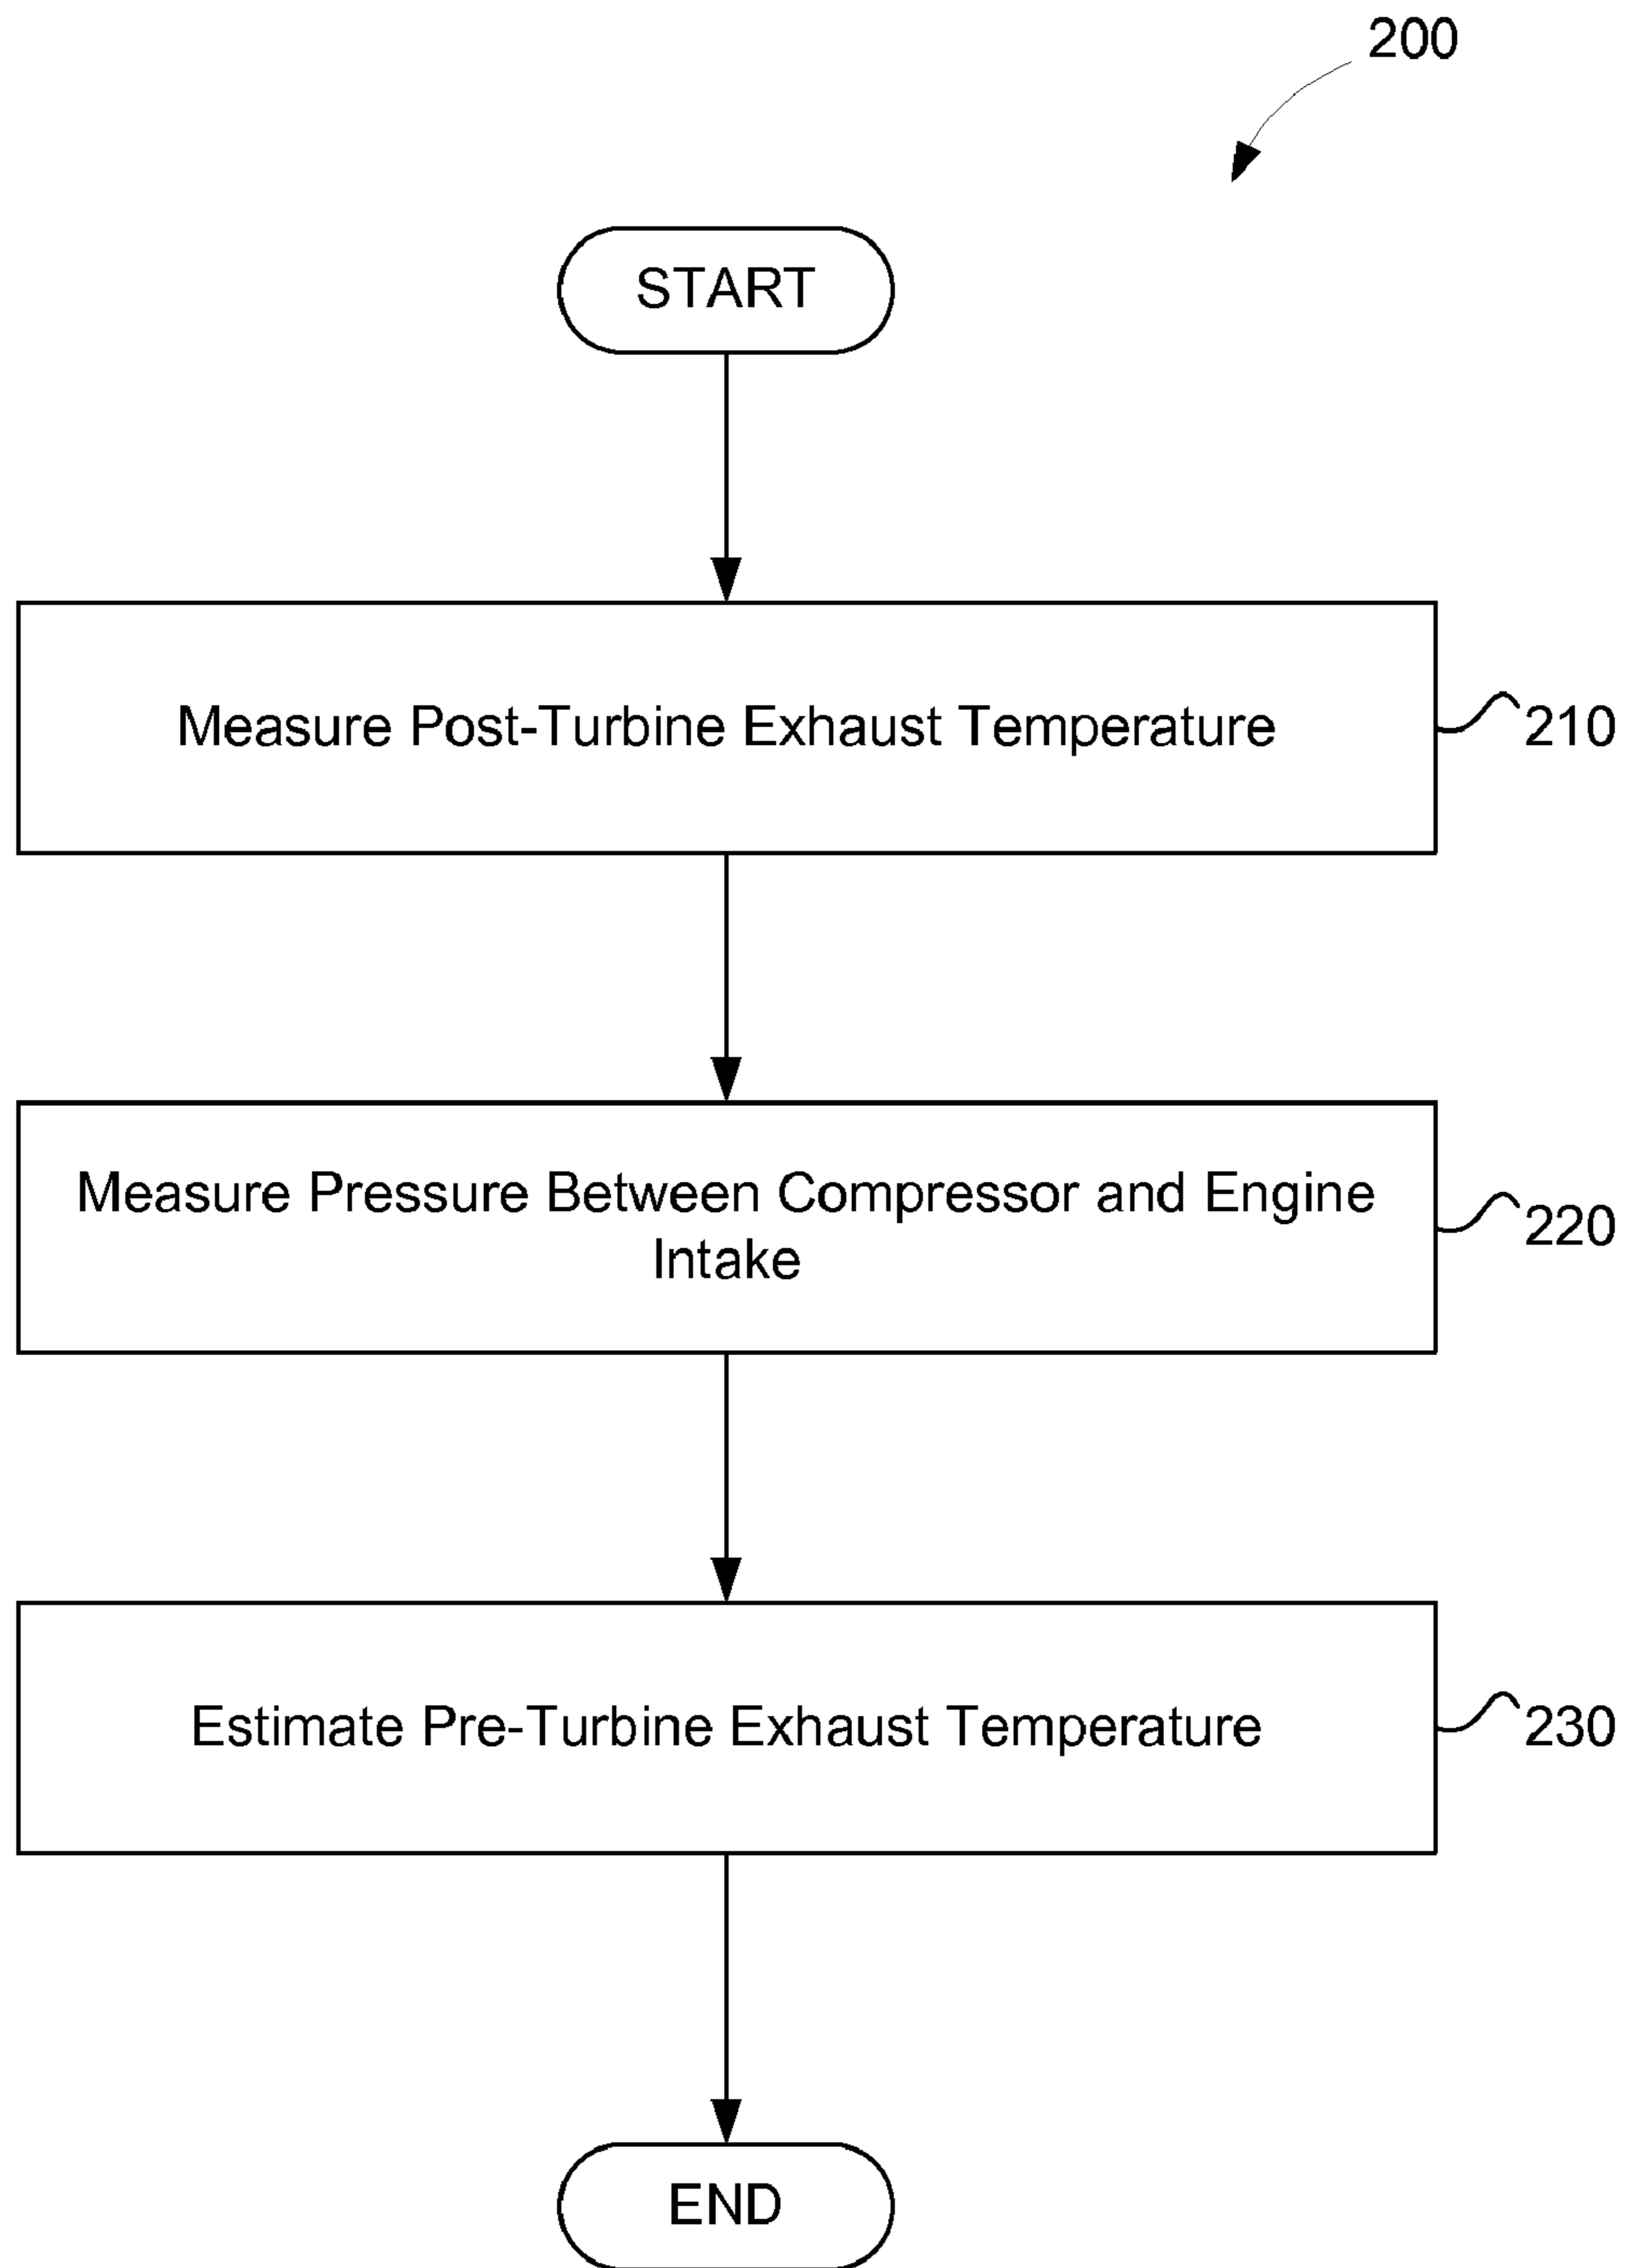 200
START
Measure Post-Turbine Exhaust Temperature
210
Measure Pressure Between Compressor and Engine
Intake
220
Estimate Pre-Turbine Exhaust Temperature
230
END